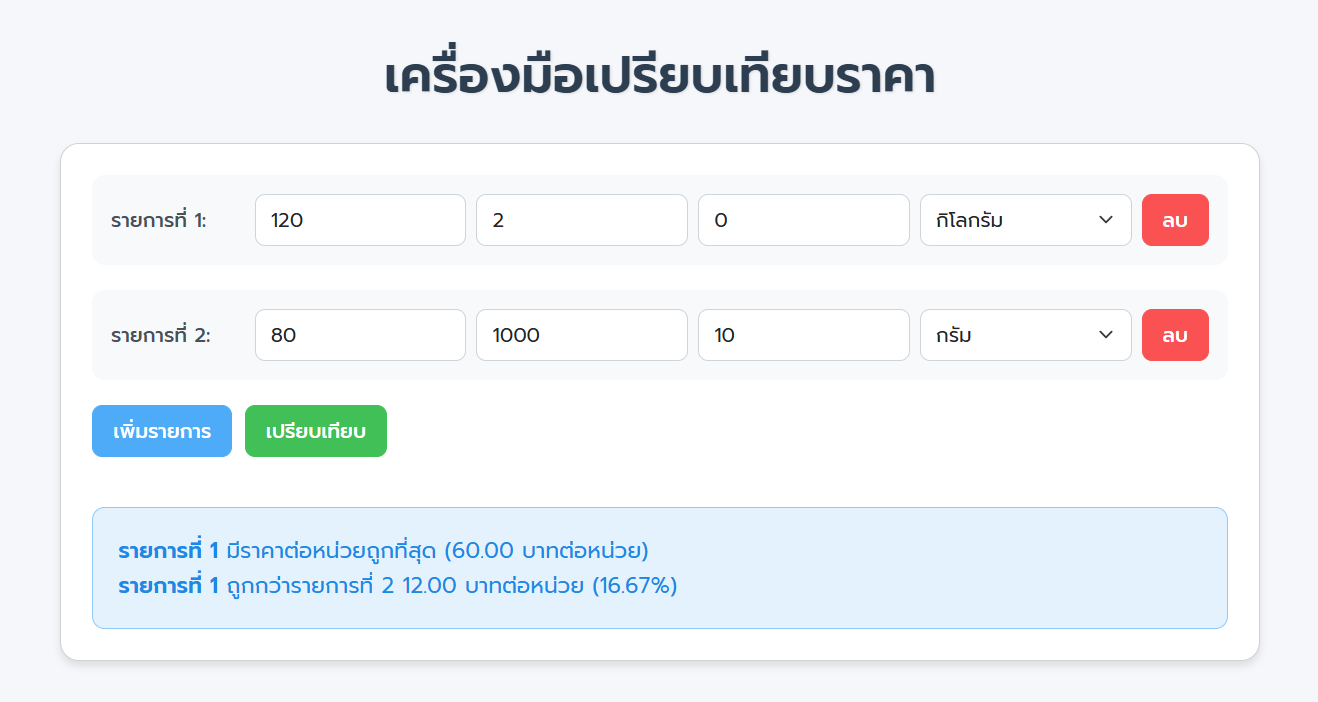 เครื่องมือเปรียบเทียบราคา
รายการที่ 1: 120 2 0 กิโลกรัม ลบ
รายการที่ 2: 80 1000 10 กรัม ลบ
เพิ่มรายการ เปรียบเทียบ
รายการที่ 1 มีราคาต่อหน่วยถูกที่สุด (60.00 บาทต่อหน่วย)
รายการที่ 1 ถูกกว่ารายการที่ 2 12.00 บาทต่อหน่วย (16.67%)